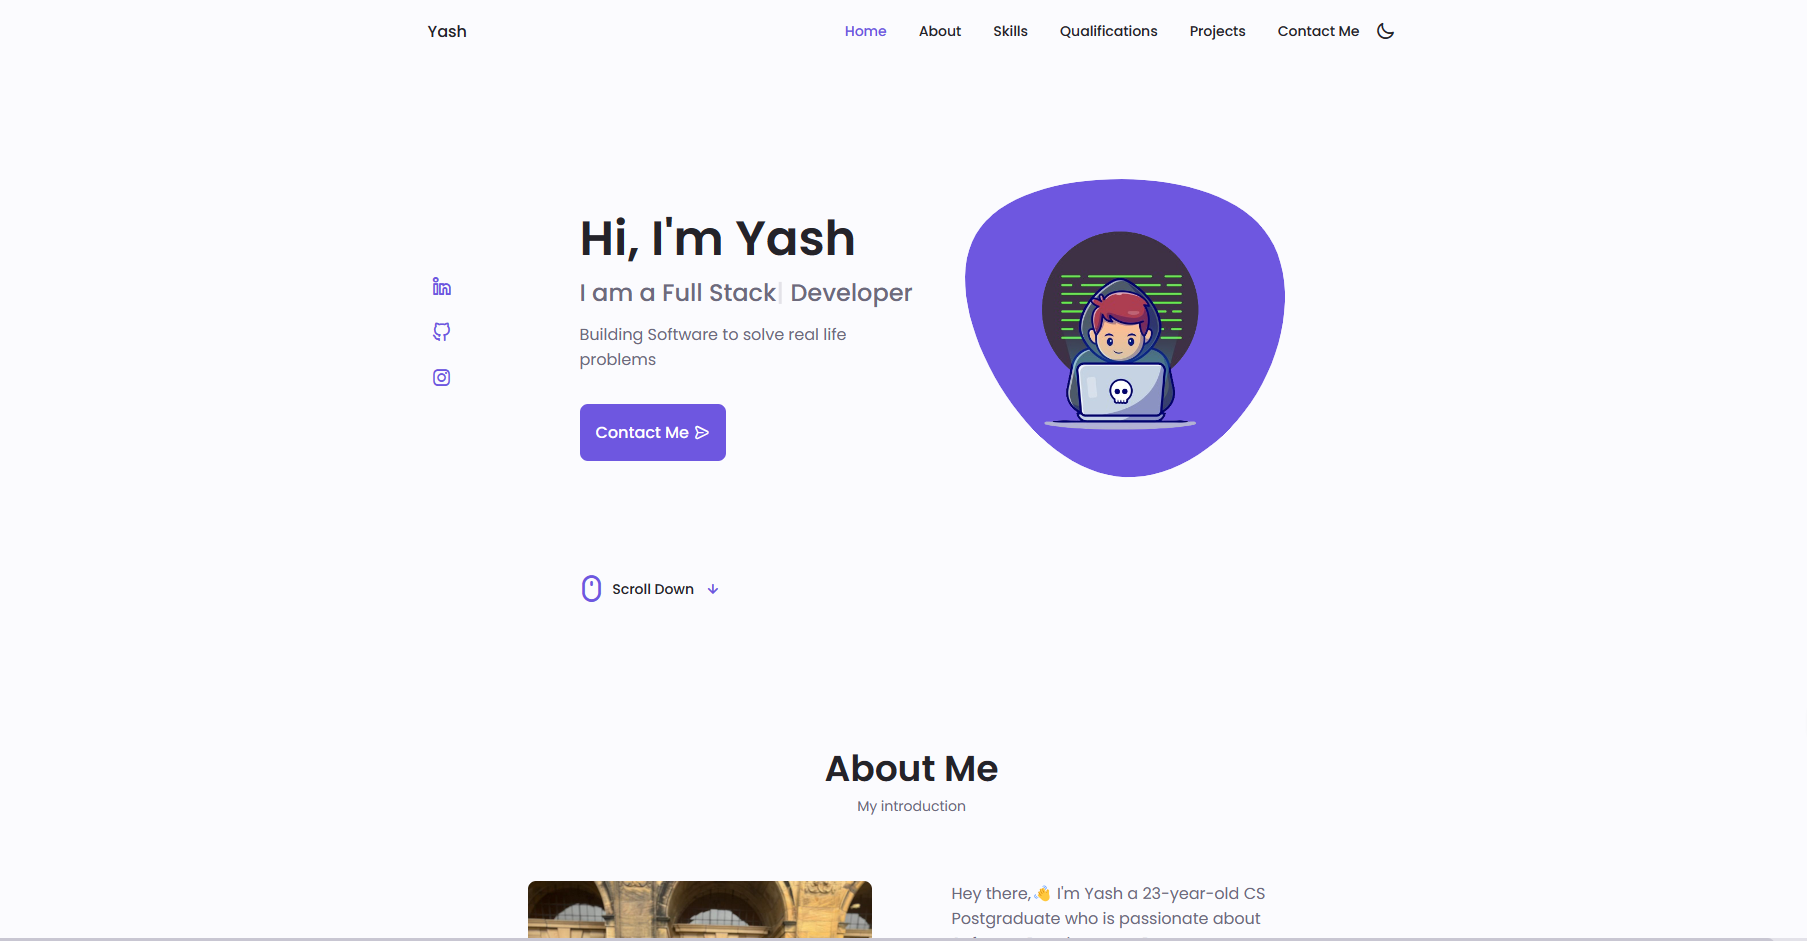 Yash
Home About Skills Qualifications Projects Contact Me
Hi, I'm Yash
I am a Full Stack| Developer
Building Software to solve real life
problems
Contact Me
Scroll Down
About Me
My introduction
Hey there,👋 I'm Yash a 23-year-old CS
Postgraduate who is passionate about